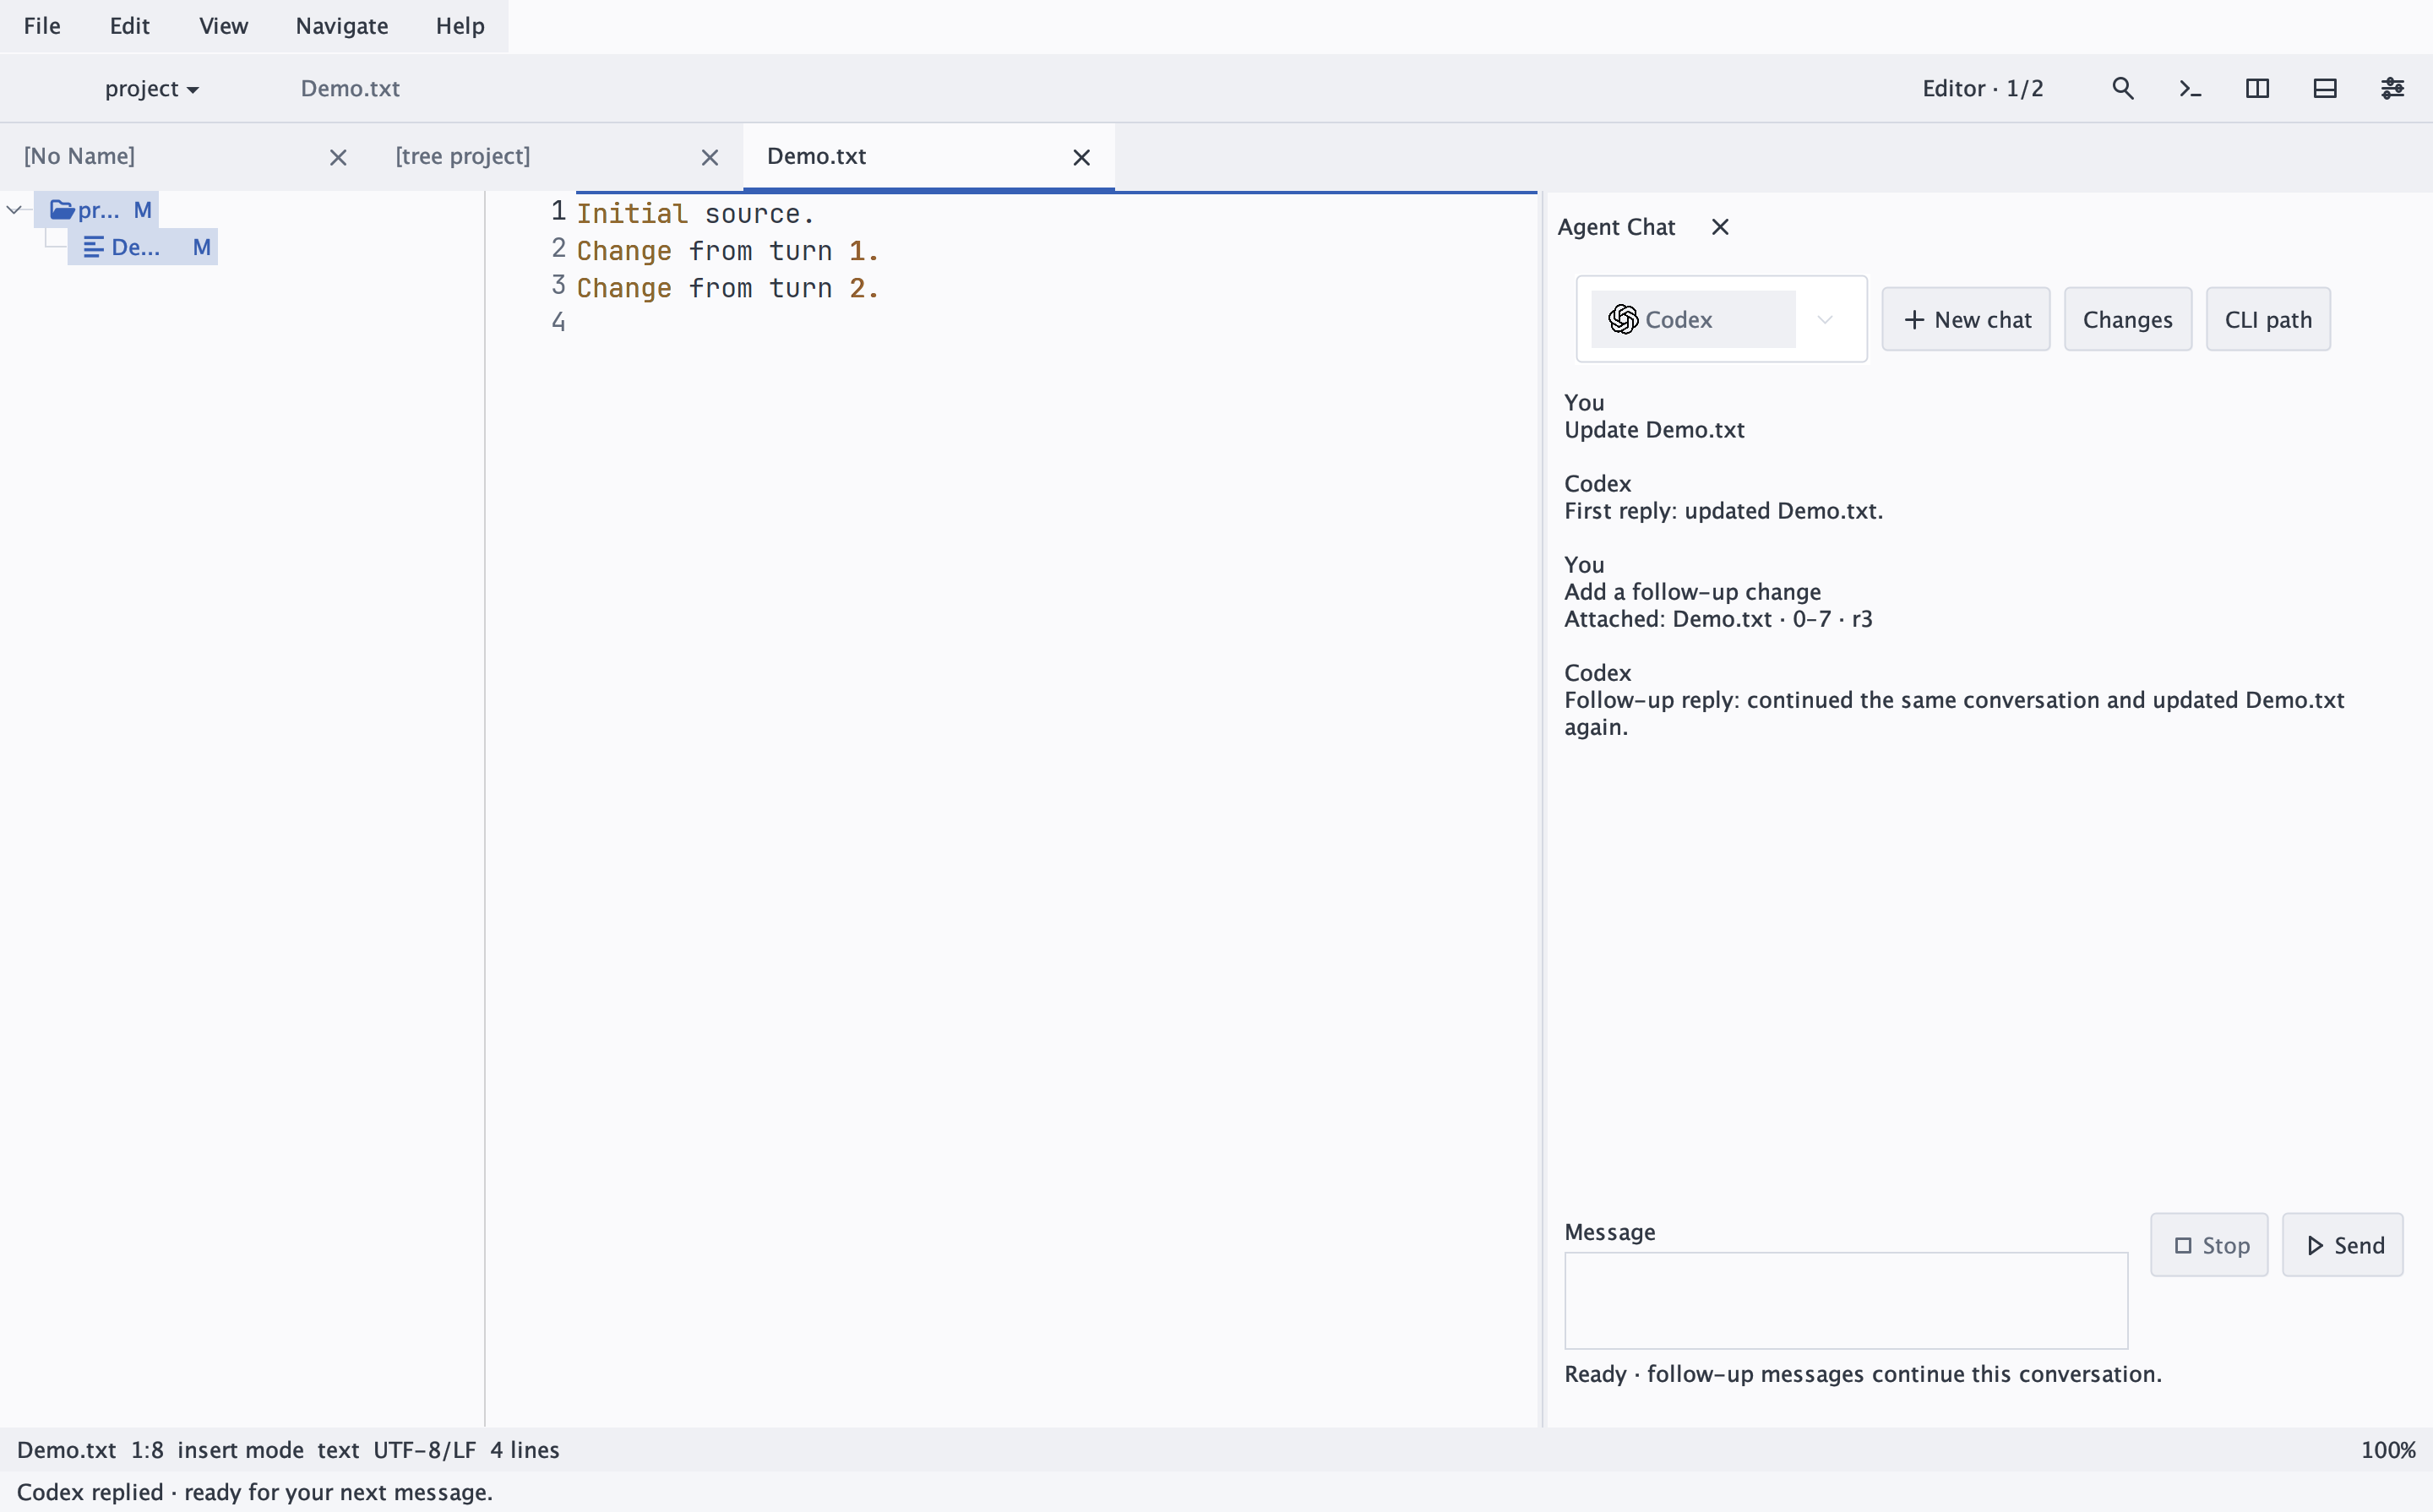 File Edit View Navigate Help
project Demo.txt Editor · 1/2
[No Name] [tree project] Demo.txt
pr... M
De... M
1 Initial source.
2 Change from turn 1.
3 Change from turn 2.
4
Agent Chat
Codex New chat Changes CLI path
You
Update Demo.txt
Codex
First reply: updated Demo.txt.
You
Add a follow-up change
Attached: Demo.txt · 0-7 · r3
Codex
Follow-up reply: continued the same conversation and updated Demo.txt
again.
Message
Stop Send
Ready · follow-up messages continue this conversation.
Demo.txt 1:8 insert mode text UTF-8/LF 4 lines 100%
Codex replied · ready for your next message.